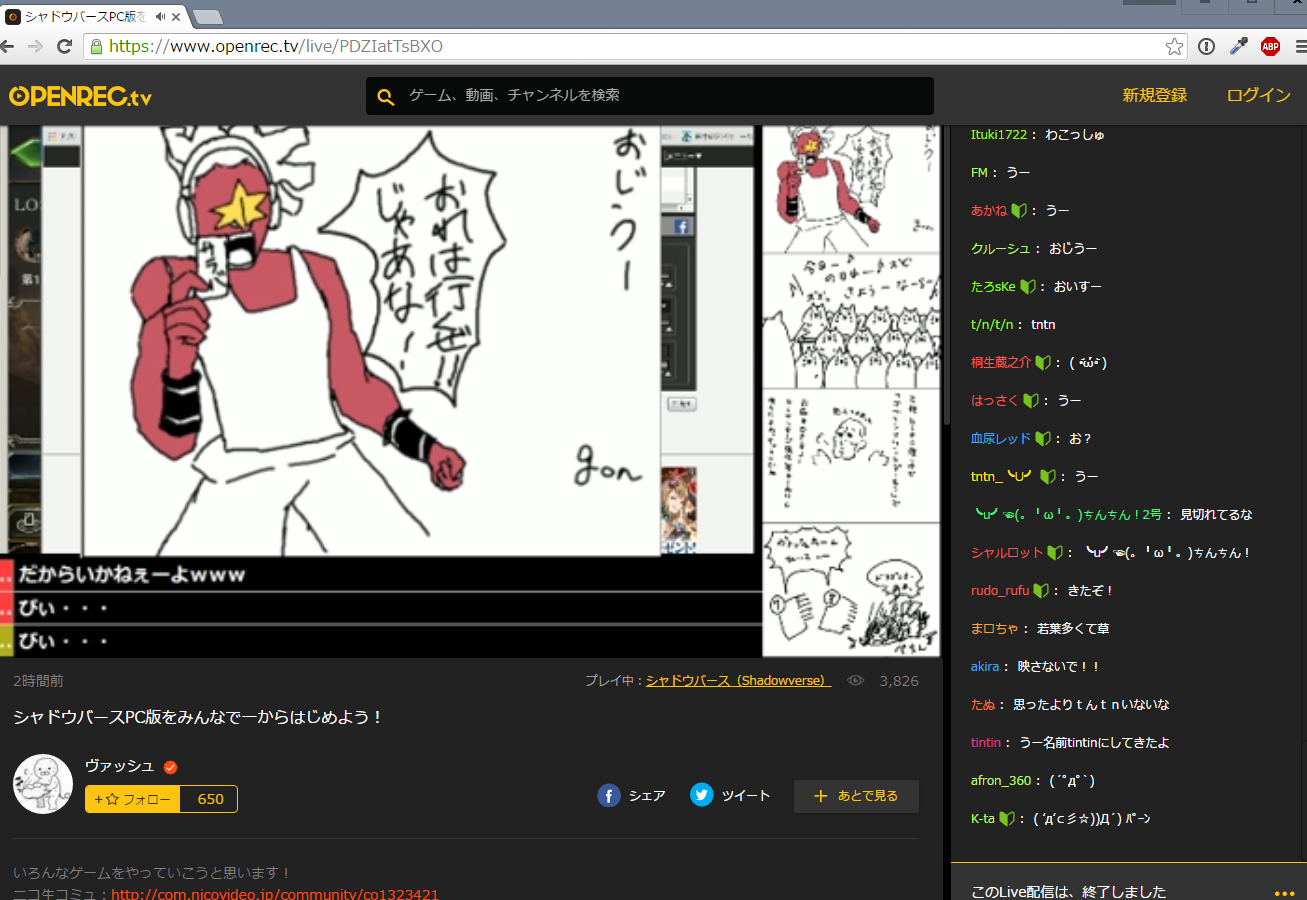 シャドウバースPC版を
https://www.openrec.tv/live/PDZIatTsBXO
ABP
OPENREC.tv
ゲーム、動画、チャンネルを検索
新規登録
ログイン
おじうー
おれは行くぜ!!
じゃあなー!
gon
だからいかねぇーよwww
びぃ・・・
びぃ・・・
2時間前
プレイ中:シャドウバース（Shadowverse）
3,826
シャドウバースPC版をみんなで一からはじめよう！
ヴァッシュ
+☆フォロー
650
シェア
ツイート
+ あとで見る
いろんなゲームをやっていこうと思います！
ニコ生コミュ：http://com.nicovideo.jp/community/co1323421
Ituki1722： わこっしゅ
FM： うー
あかね： うー
クルーシュ： おじうー
たろsKe： おいすー
t/n/t/n： tntn
桐生蔵之介： ( •̀ω•́ )
はっさく： うー
血尿レッド： お？
tntn_╰U╯： うー
╰U╯☜(。╹ω╹。)ちんちん！2号： 見切れてるな
シャルロット： ╰U╯☜(。╹ω╹。)ちんちん！
rudo_rufu： きたぞ！
まロちゃ： 若葉多くて草
akira： 映さないで！！
たぬ： 思ったよりｔんｔｎいないな
tintin： うー名前tintinにしてきたよ
afron_360： ( ﾟдﾟ)
K-ta： ( ´д⊂彡☆))Д´) ﾊﾟｰﾝ
このLive配信は、終了しました